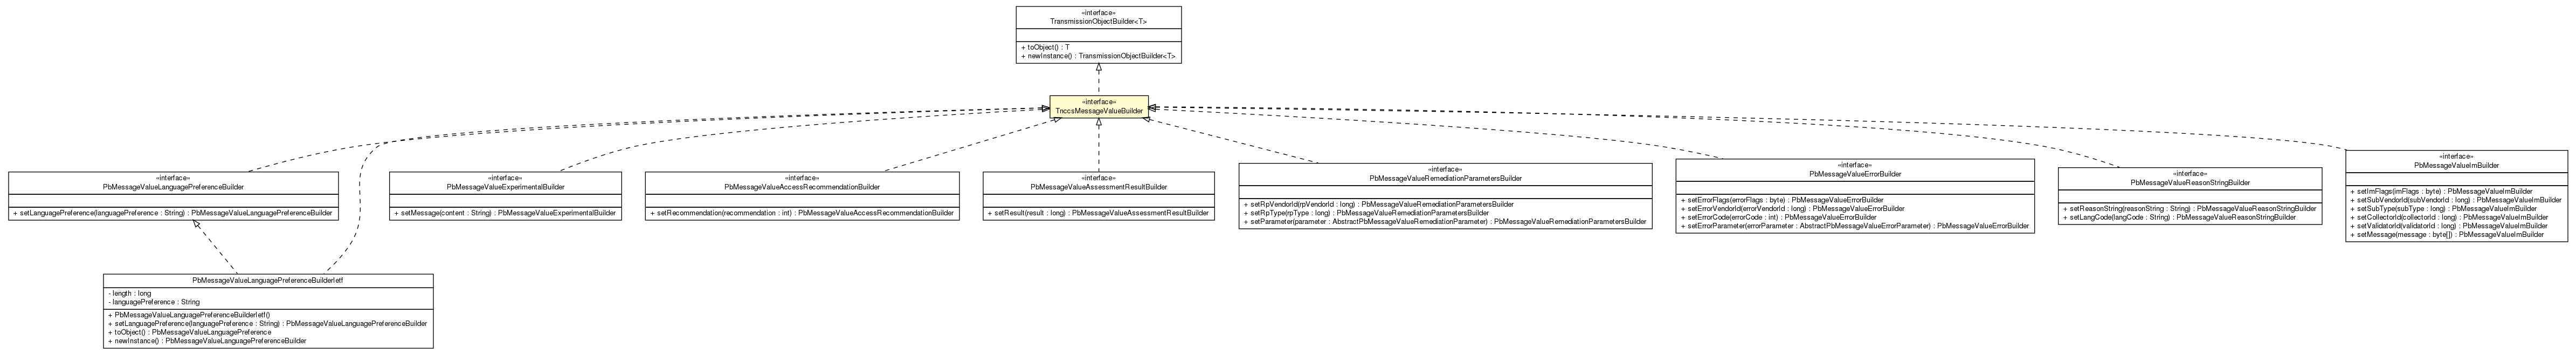 «interface»
TransmissionObjectBuilder<T>
+ toObject() : T
+ newInstance() : TransmissionObjectBuilder<T>
«interface»
TnccsMessageValueBuilder
«interface»
PbMessageValueLanguagePreferenceBuilder
+ setLanguagePreference(languagePreference : String) : PbMessageValueLanguagePreferenceBuilder
«interface»
PbMessageValueExperimentalBuilder
+ setMessage(content : String) : PbMessageValueExperimentalBuilder
«interface»
PbMessageValueAccessRecommendationBuilder
+ setRecommendation(recommendation : int) : PbMessageValueAccessRecommendationBuilder
«interface»
PbMessageValueAssessmentResultBuilder
+ setResult(result : long) : PbMessageValueAssessmentResultBuilder
«interface»
PbMessageValueRemediationParametersBuilder
+ setRpVendorId(rpVendorId : long) : PbMessageValueRemediationParametersBuilder
+ setRpType(rpType : long) : PbMessageValueRemediationParametersBuilder
+ setParameter(parameter : AbstractPbMessageValueRemediationParameter) : PbMessageValueRemediationParametersBuilder
«interface»
PbMessageValueErrorBuilder
+ setErrorFlags(errorFlags : byte) : PbMessageValueErrorBuilder
+ setErrorVendorId(errorVendorId : long) : PbMessageValueErrorBuilder
+ setErrorCode(errorCode : int) : PbMessageValueErrorBuilder
+ setErrorParameter(errorParameter : AbstractPbMessageValueErrorParameter) : PbMessageValueErrorBuilder
«interface»
PbMessageValueReasonStringBuilder
+ setReasonString(reasonString : String) : PbMessageValueReasonStringBuilder
+ setLangCode(langCode : String) : PbMessageValueReasonStringBuilder
«interface»
PbMessageValueImBuilder
+ setImFlags(imFlags : byte) : PbMessageValueImBuilder
+ setSubVendorId(subVendorId : long) : PbMessageValueImBuilder
+ setSubType(subType : long) : PbMessageValueImBuilder
+ setCollectorId(collectorId : long) : PbMessageValueImBuilder
+ setValidatorId(validatorId : long) : PbMessageValueImBuilder
+ setMessage(message : byte[]) : PbMessageValueImBuilder
PbMessageValueLanguagePreferenceBuilderIetf
- length : long
- languagePreference : String
+ PbMessageValueLanguagePreferenceBuilderIetf()
+ setLanguagePreference(languagePreference : String) : PbMessageValueLanguagePreferenceBuilder
+ toObject() : PbMessageValueLanguagePreference
+ newInstance() : PbMessageValueLanguagePreferenceBuilder